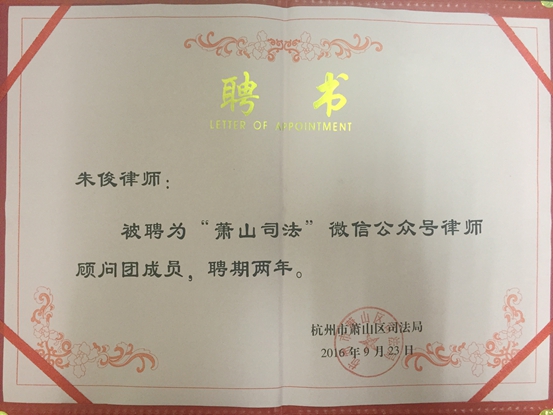 聘书
LETTER OF APPOINTMENT
朱俊律师：
被聘为“萧山司法”微信公众号律师
顾问团成员，聘期两年。
杭州市萧山区司法局
2016年9月23日